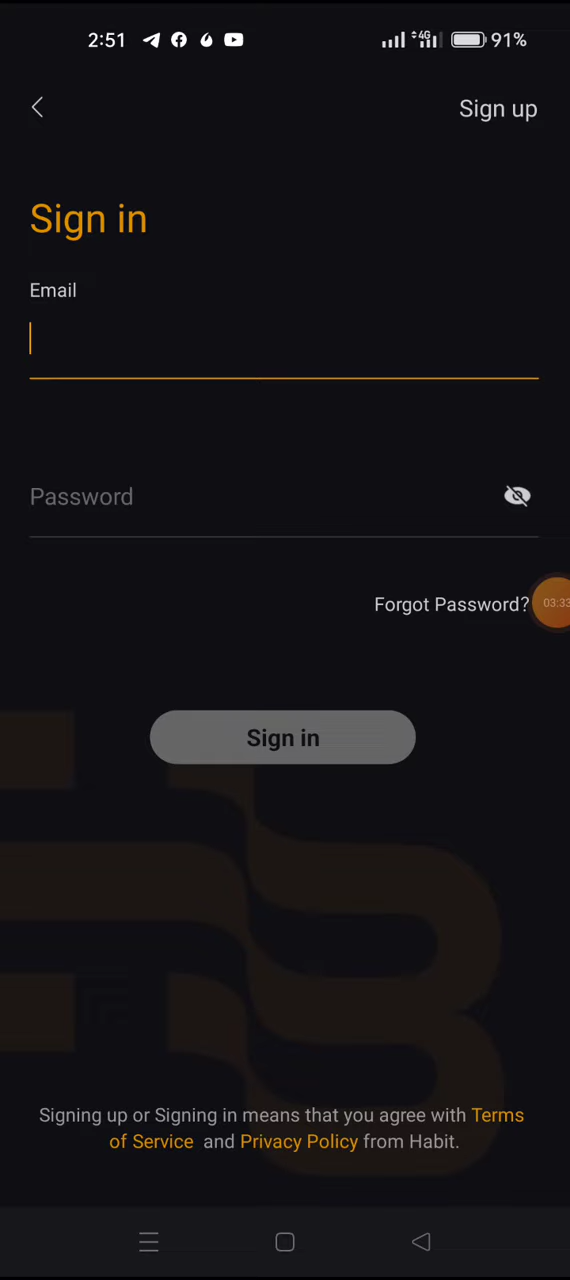 2:51 4G 91%
Sign up
Sign in
Email
Password
Forgot Password?
03:33
Sign in
Signing up or Signing in means that you agree with Terms
of Service and Privacy Policy from Habit.